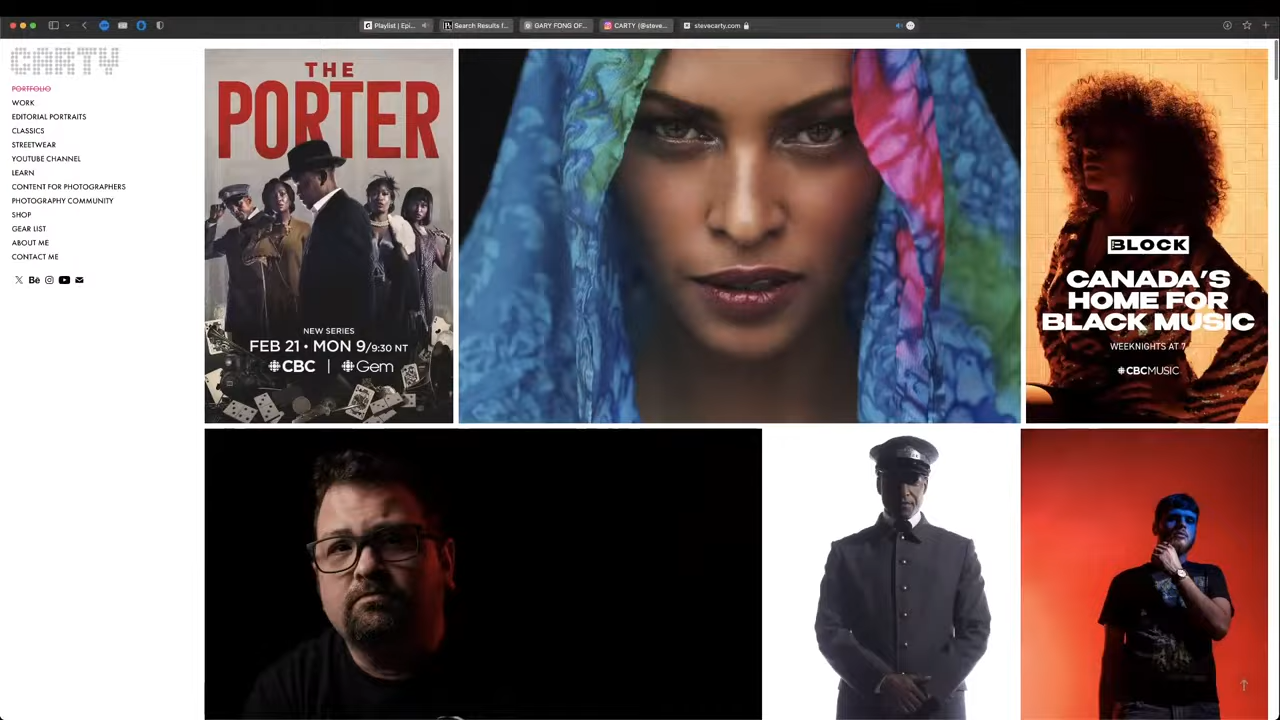 Playlist | Epi...
Search Results f...
GARY FONG OF...
CARTY (@steve...
stevecarty.com
CARTY
PORTFOLIO
WORK
EDITORIAL PORTRAITS
CLASSICS
STREETWEAR
YOUTUBE CHANNEL
LEARN
CONTENT FOR PHOTOGRAPHERS
PHOTOGRAPHY COMMUNITY
SHOP
GEAR LIST
ABOUT ME
CONTACT ME
Bē
THE
PORTER
NEW SERIES
FEB 21 • MON 9/9:30 NT
CBC | Gem
BLOCK
CANADA'S
HOME FOR
BLACK MUSIC
WEEKNIGHTS AT 7
CBCMUSIC